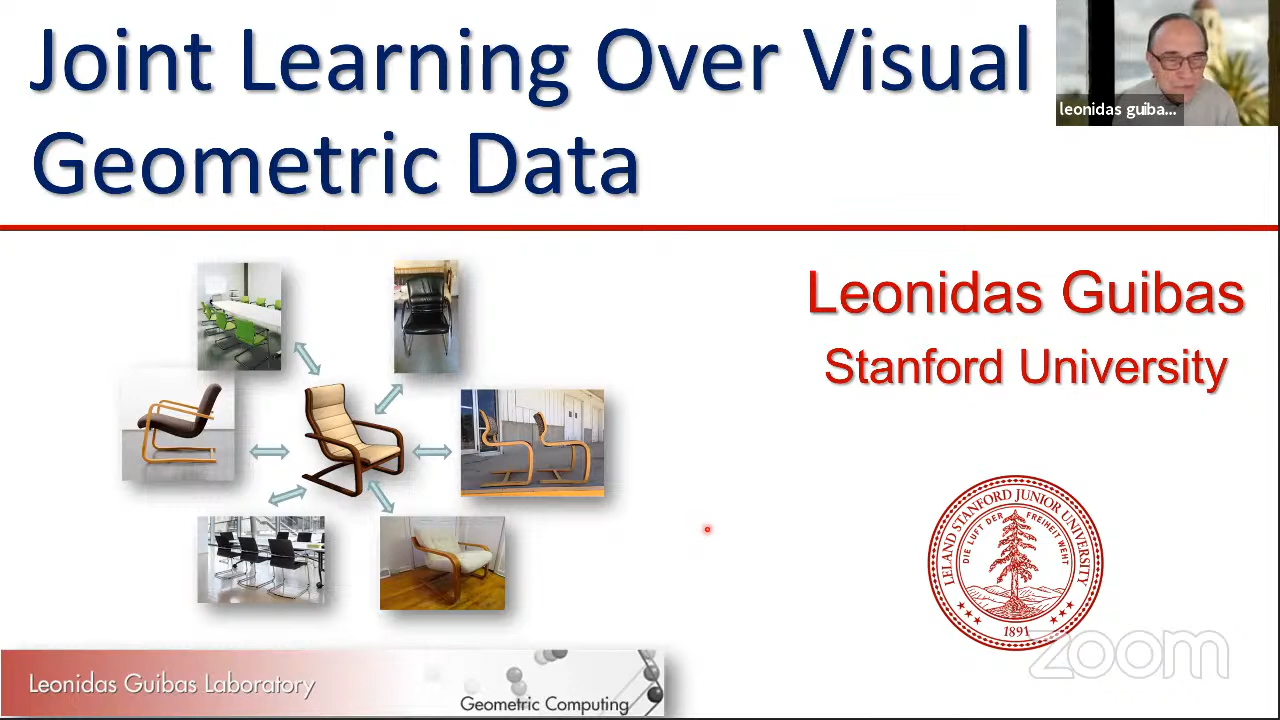 Joint Learning Over Visual
Geometric Data
leonidas guiba...
Leonidas Guibas
Stanford University
LELAND STANFORD JUNIOR UNIVERSITY
DIE LUFT DER FREIHEIT WEHT
1891
zoom
Leonidas Guibas Laboratory
Geometric Computing